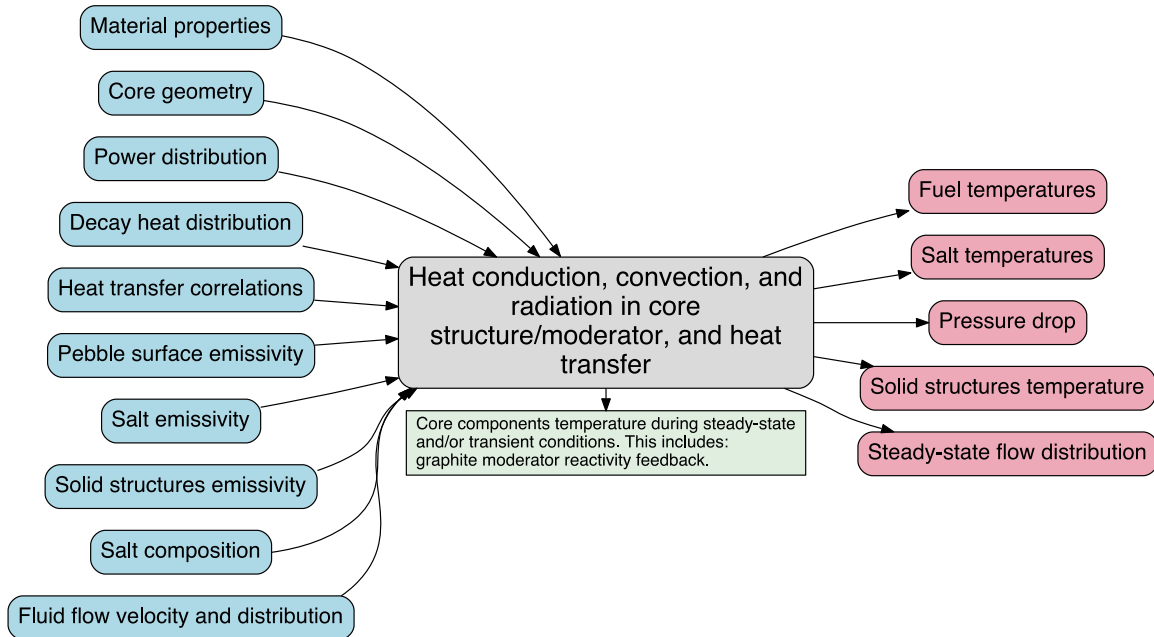 Material properties
Core geometry
Power distribution
Decay heat distribution
Heat transfer correlations
Pebble surface emissivity
Salt emissivity
Solid structures emissivity
Salt composition
Fluid flow velocity and distribution
Heat conduction, convection, and
radiation in core
structure/moderator, and heat
transfer
Core components temperature during steady-state
and/or transient conditions. This includes:
graphite moderator reactivity feedback.
Fuel temperatures
Salt temperatures
Pressure drop
Solid structures temperature
Steady-state flow distribution